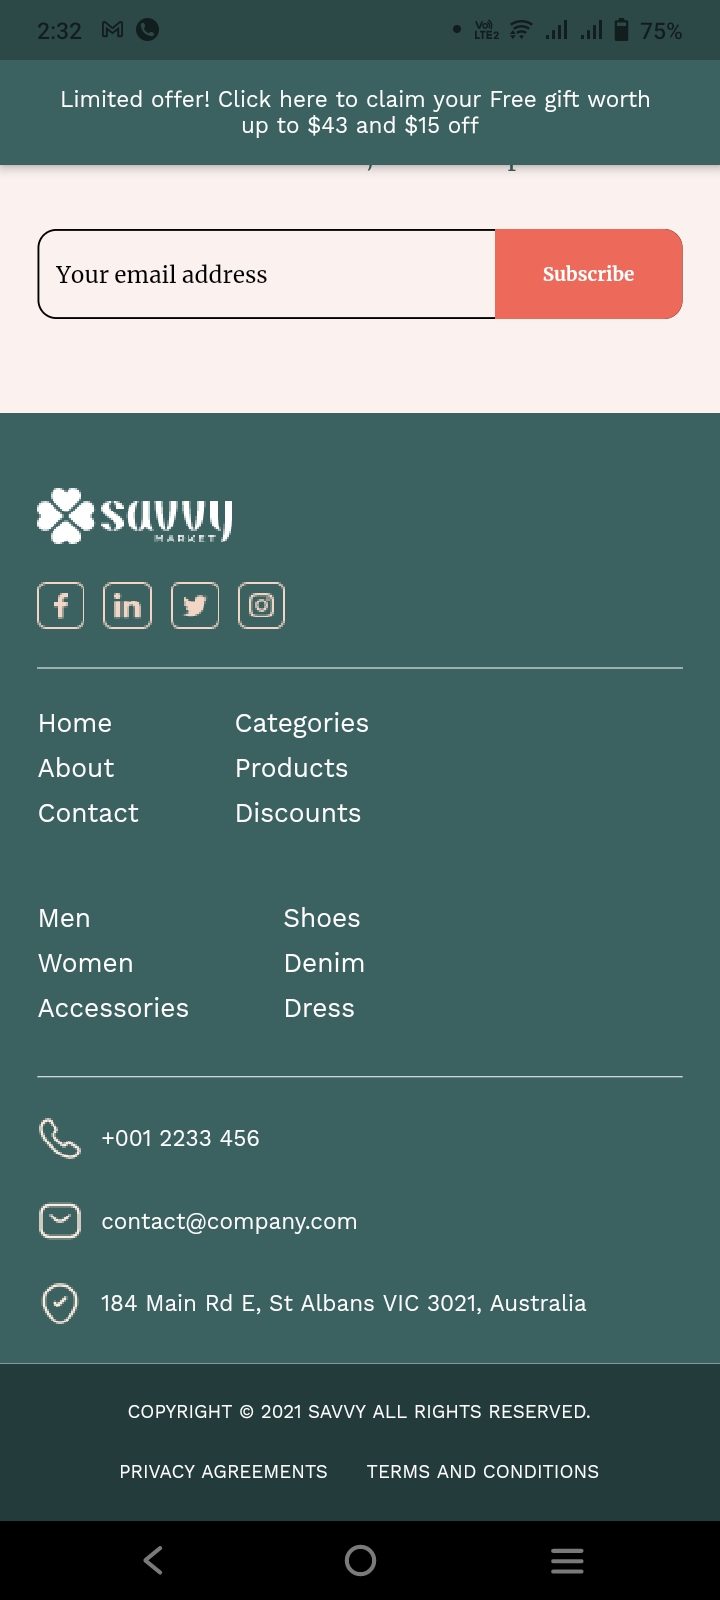 2:32
Vo))
LTE2
75%
Limited offer! Click here to claim your Free gift worth
up to $43 and $15 off
Your email address
Subscribe
savvy
MARKET
Home
About
Contact
Categories
Products
Discounts
Men
Women
Accessories
Shoes
Denim
Dress
+001 2233 456
contact@company.com
184 Main Rd E, St Albans VIC 3021, Australia
COPYRIGHT © 2021 SAVVY ALL RIGHTS RESERVED.
PRIVACY AGREEMENTS
TERMS AND CONDITIONS